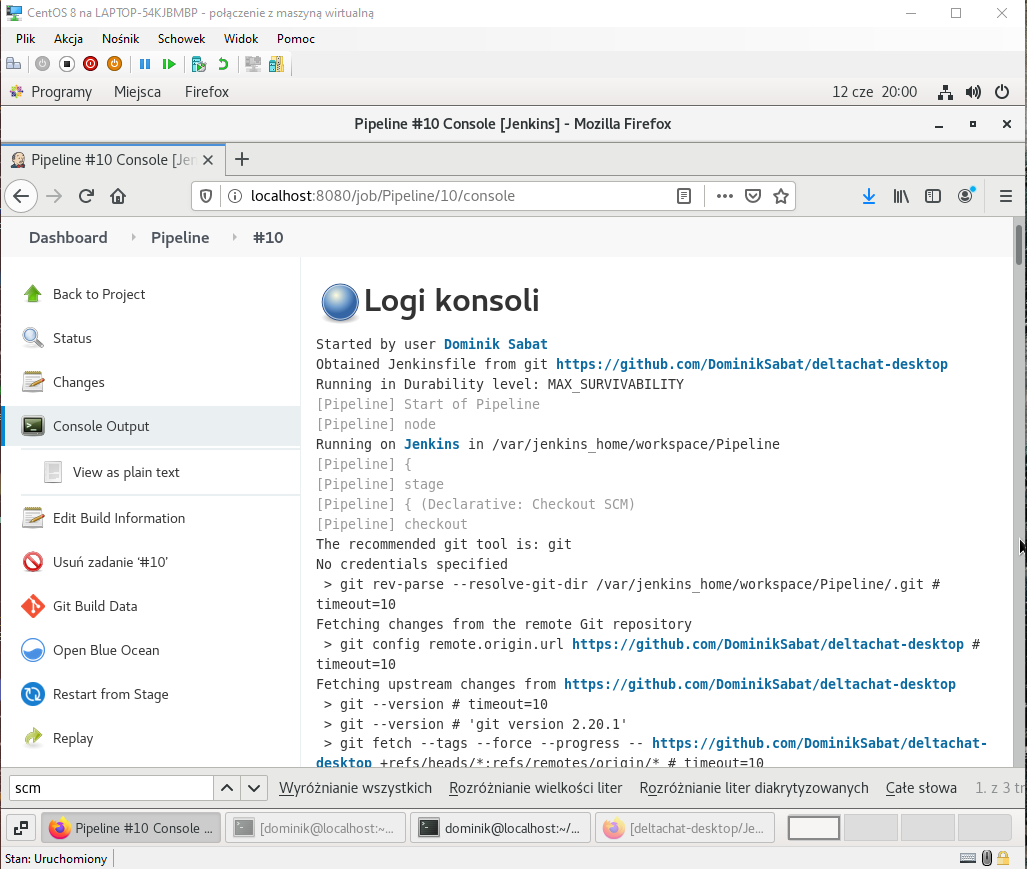 CentOS 8 na LAPTOP-54KJBMBP - połączenie z maszyną wirtualną
Plik Akcja Nośnik Schowek Widok Pomoc
Programy Miejsca Firefox 12 cze 20:00
Pipeline #10 Console [Jenkins] - Mozilla Firefox
Pipeline #10 Console [Jen
localhost:8080/job/Pipeline/10/console
Dashboard Pipeline #10
Back to Project
Status
Changes
Console Output
View as plain text
Edit Build Information
Usuń zadanie ‘#10’
Git Build Data
Open Blue Ocean
Restart from Stage
Replay
Logi konsoli
Started by user Dominik Sabat
Obtained Jenkinsfile from git https://github.com/DominikSabat/deltachat-desktop
Running in Durability level: MAX_SURVIVABILITY
[Pipeline] Start of Pipeline
[Pipeline] node
Running on Jenkins in /var/jenkins_home/workspace/Pipeline
[Pipeline] {
[Pipeline] stage
[Pipeline] { (Declarative: Checkout SCM)
[Pipeline] checkout
The recommended git tool is: git
No credentials specified
> git rev-parse --resolve-git-dir /var/jenkins_home/workspace/Pipeline/.git #
timeout=10
Fetching changes from the remote Git repository
> git config remote.origin.url https://github.com/DominikSabat/deltachat-desktop #
timeout=10
Fetching upstream changes from https://github.com/DominikSabat/deltachat-desktop
> git --version # timeout=10
> git --version # 'git version 2.20.1'
> git fetch --tags --force --progress -- https://github.com/DominikSabat/deltachat-
desktop +refs/heads/*:refs/remotes/origin/* # timeout=10
scm Wyróżnianie wszystkich Rozróżnianie wielkości liter Rozróżnianie liter diakrytyzowanych Całe słowa 1. z 3 tr
Pipeline #10 Console ... [dominik@localhost:~... dominik@localhost:~/... [deltachat-desktop/Je...
Stan: Uruchomiony